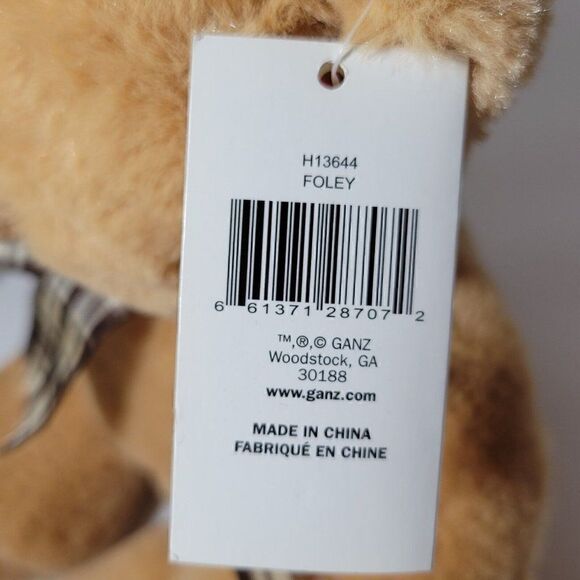 H13644
FOLEY
6 61371 28707 2
™,®,© GANZ
Woodstock, GA
30188
www.ganz.com
MADE IN CHINA
FABRIQUÉ EN CHINE